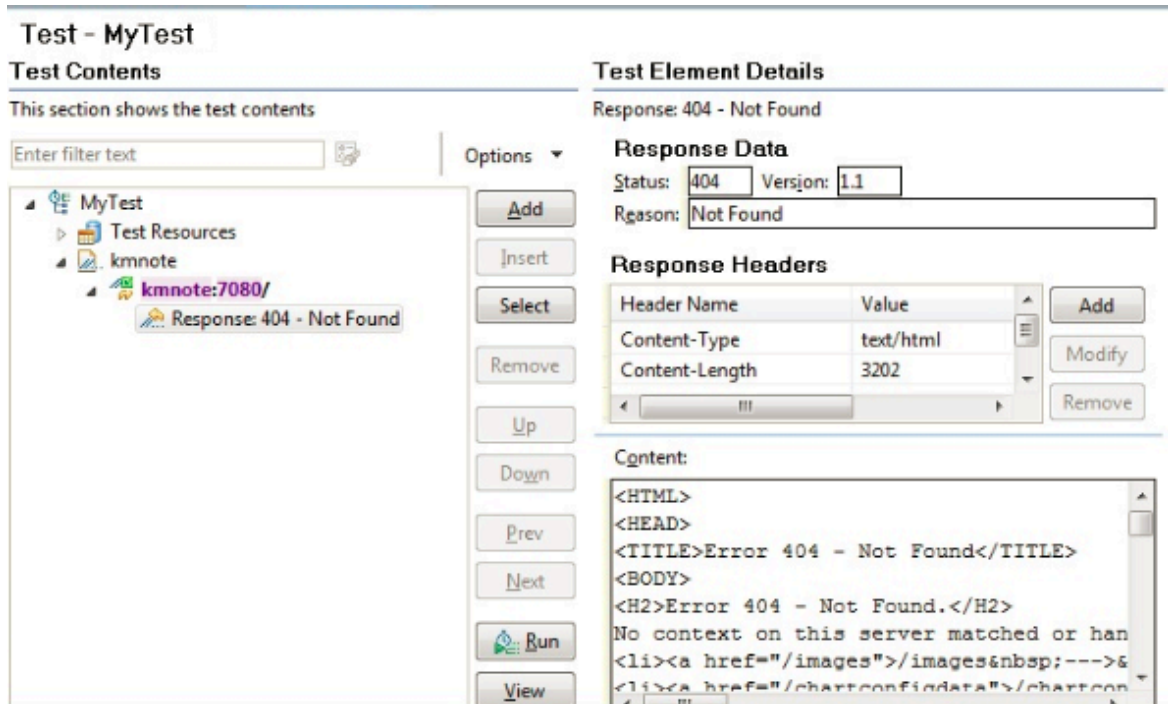 Test - MyTest
Test Contents
This section shows the test contents
Enter filter text
Options
MyTest
Test Resources
kmnote
kmnote:7080/
Response: 404 - Not Found
Add
Insert
Select
Remove
Up
Down
Prev
Next
Run
View
Test Element Details
Response: 404 - Not Found
Response Data
Status: 404 Version: 1.1
Reason: Not Found
Response Headers
Header Name Value
Content-Type text/html
Content-Length 3202
Add
Modify
Remove
Content:
<HTML>
<HEAD>
<TITLE>Error 404 - Not Found</TITLE>
<BODY>
<H2>Error 404 - Not Found.</H2>
No context on this server matched or han
<li><a href="/images">/images&nbsp;--->&
<li><a href="/chartconfigdata">/chartcon